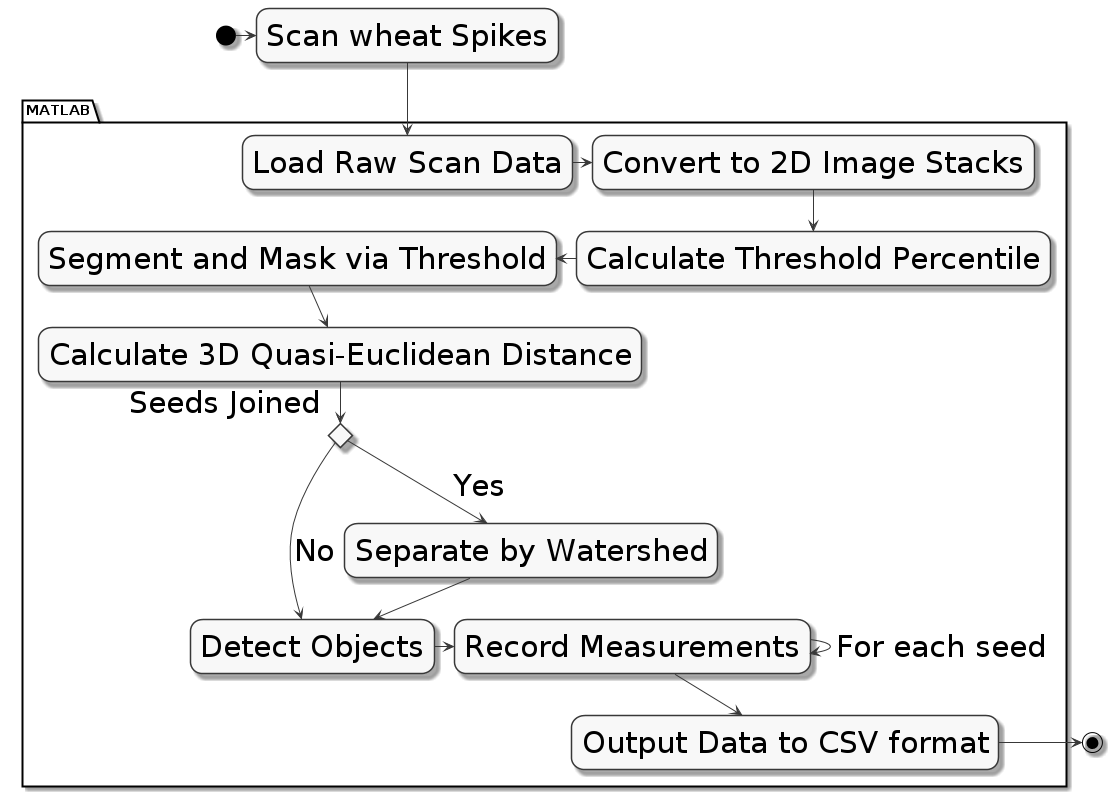 Scan wheat Spikes
MATLAB
Load Raw Scan Data
Convert to 2D Image Stacks
Segment and Mask via Threshold
Calculate Threshold Percentile
Calculate 3D Quasi-Euclidean Distance
Seeds Joined
Yes
No
Separate by Watershed
Detect Objects
Record Measurements
For each seed
Output Data to CSV format